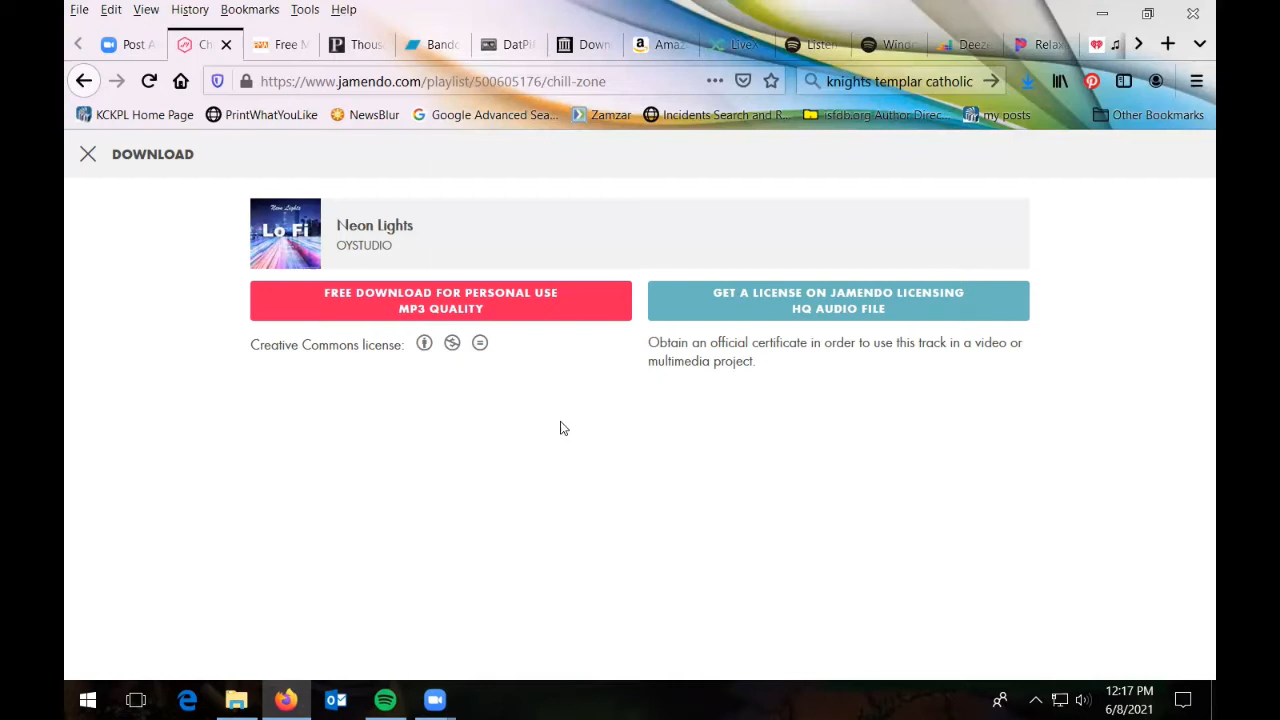 File Edit View History Bookmarks Tools Help
Post A Ch Free M Thous Bandc DatPi Down Amaz LiveX Listen Windo Deeze Relax
https://www.jamendo.com/playlist/500605176/chill-zone knights templar catholic
KCKPL Home Page PrintWhatYouLike NewsBlur Google Advanced Sea... Zamzar Incidents Search and R... isfdb.org Author Direc... my posts Other Bookmarks
DOWNLOAD
Neon Lights
Lo Fi
Neon Lights
OYSTUDIO
FREE DOWNLOAD FOR PERSONAL USE
MP3 QUALITY
GET A LICENSE ON JAMENDO LICENSING
HQ AUDIO FILE
Creative Commons license:
Obtain an official certificate in order to use this track in a video or
multimedia project.
12:17 PM
6/8/2021